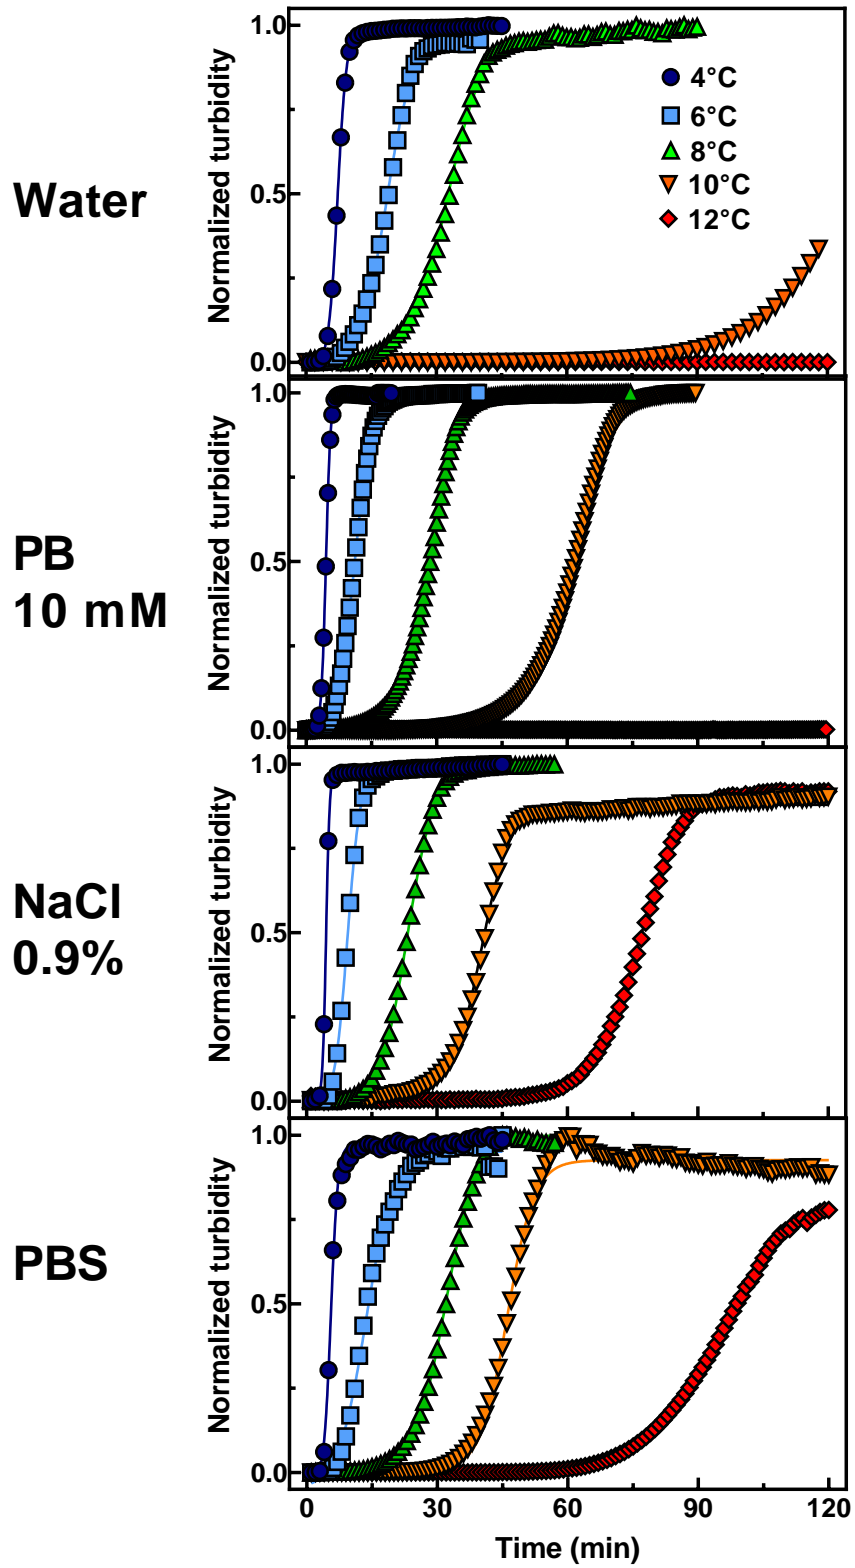 Water
Normalized turbidity
1.0
0.5
0.0
4°C
6°C
8°C
10°C
12°C
PB
10 mM
Normalized turbidity
1.0
0.5
0.0
NaCl
0.9%
Normalized turbidity
1.0
0.5
0.0
PBS
Normalized turbidity
1.0
0.5
0.0
0 30 60 90 120
Time (min)